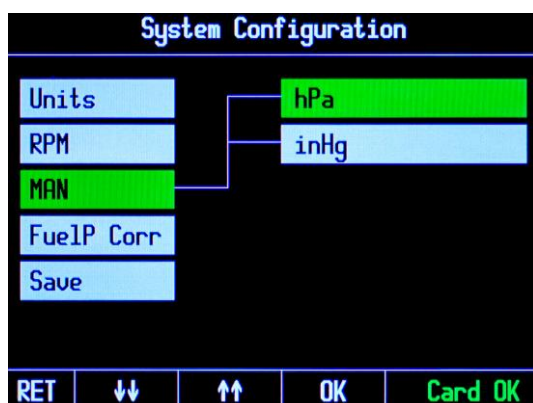 System Configuration
Units
hPa
RPM
inHg
MAN
FuelP Corr
Save
RET ↓↓ ↑↑ OK Card OK